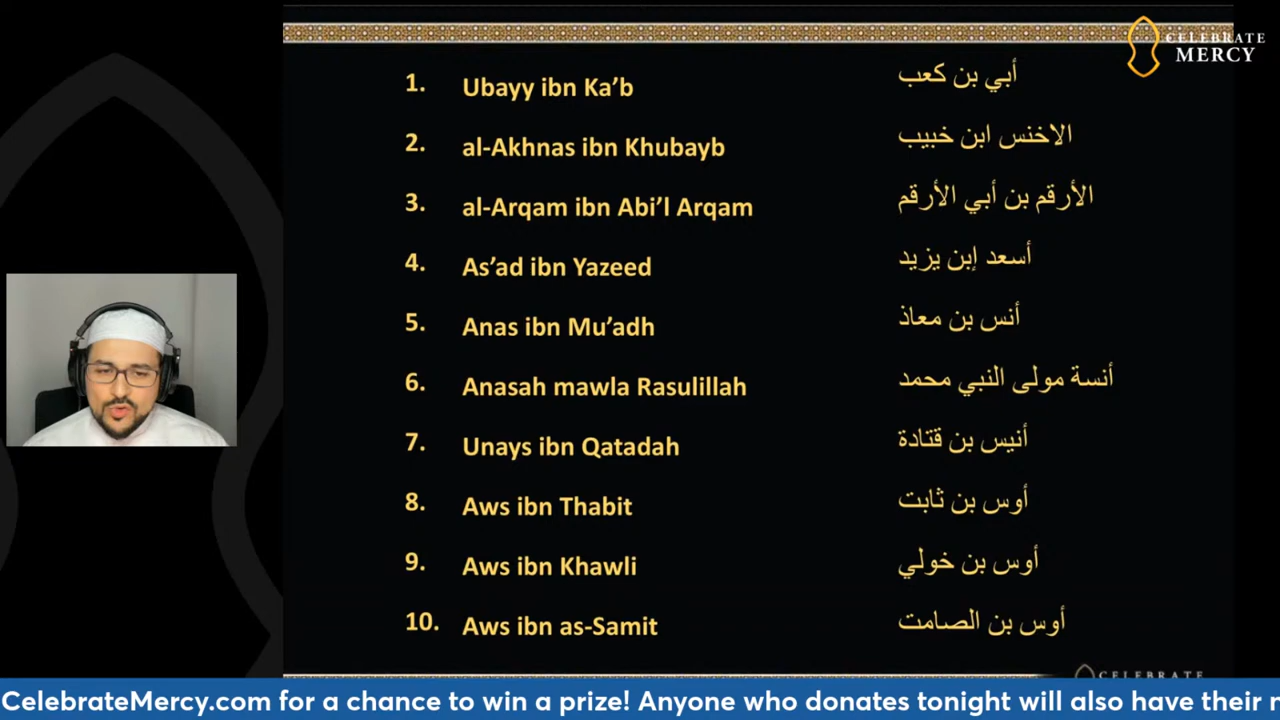 CELEBRATE
MERCY
1. Ubayy ibn Ka’b أبي بن كعب
2. al-Akhnas ibn Khubayb الاخنس ابن خبيب
3. al-Arqam ibn Abi’l Arqam الأرقم بن أبي الأرقم
4. As’ad ibn Yazeed أسعد إبن يزيد
5. Anas ibn Mu’adh أنس بن معاذ
6. Anasah mawla Rasulillah أنسة مولى النبي محمد
7. Unays ibn Qatadah أنيس بن قتادة
8. Aws ibn Thabit أوس بن ثابت
9. Aws ibn Khawli أوس بن خولي
10. Aws ibn as-Samit أوس بن الصامت
CELEBRATE
CelebrateMercy.com for a chance to win a prize! Anyone who donates tonight will also have their